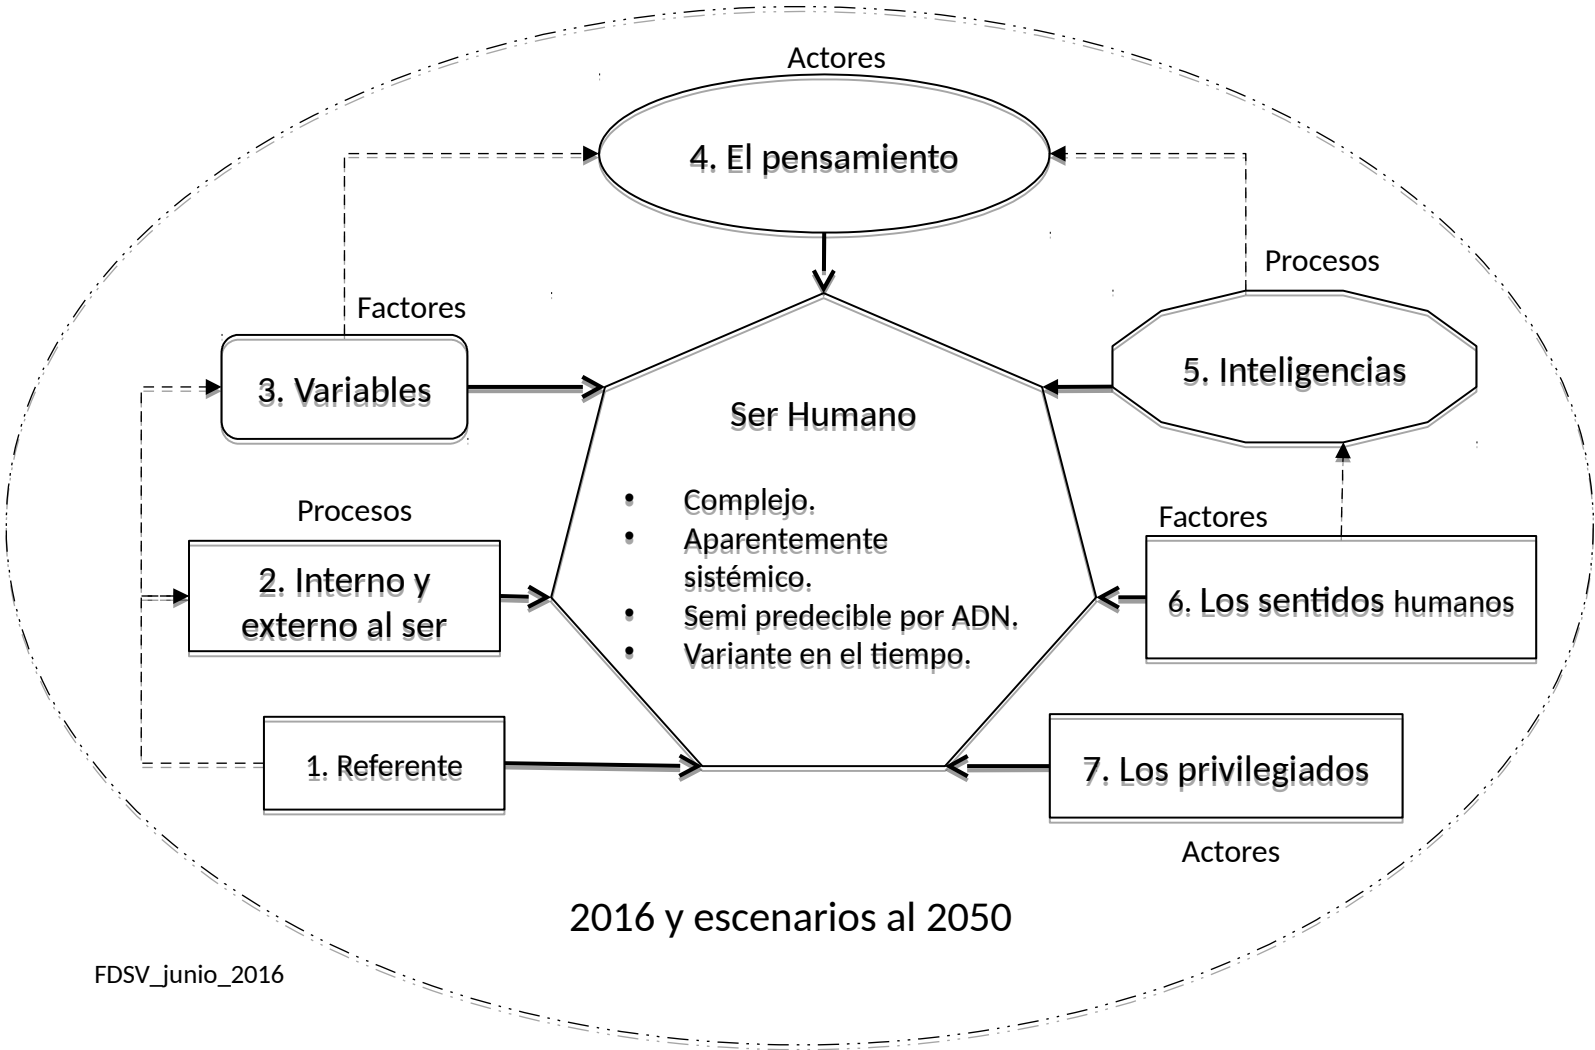 Actores
4. El pensamiento
Procesos
Factores
5. Inteligencias
3. Variables
Ser Humano
• Complejo.
• Aparentemente
sistémico.
• Semi predecible por ADN.
• Variante en el tiempo.
Procesos
Factores
2. Interno y
externo al ser
6. Los sentidos humanos
1. Referente
7. Los privilegiados
Actores
2016 y escenarios al 2050
FDSV_junio_2016